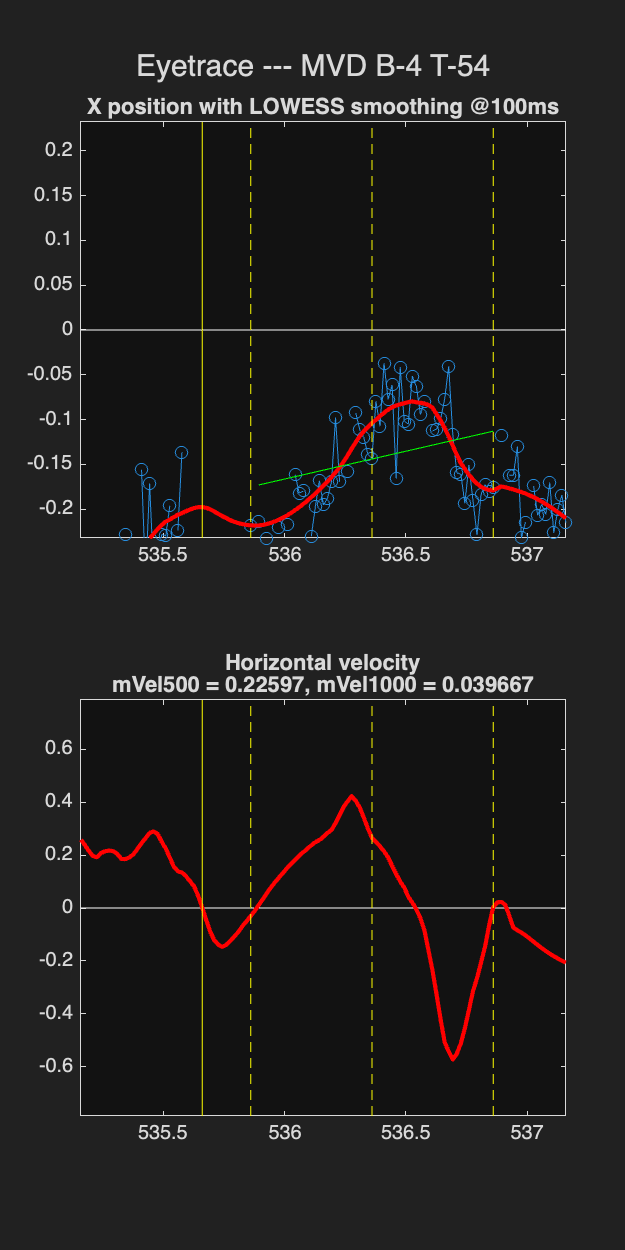 Eyetrace --- MVD B-4 T-54
X position with LOWESS smoothing @100ms
0.2
0.15
0.1
0.05
0
-0.05
-0.1
-0.15
-0.2
535.5 536 536.5 537
Horizontal velocity
mVel500 = 0.22597, mVel1000 = 0.039667
0.6
0.4
0.2
0
-0.2
-0.4
-0.6
535.5 536 536.5 537